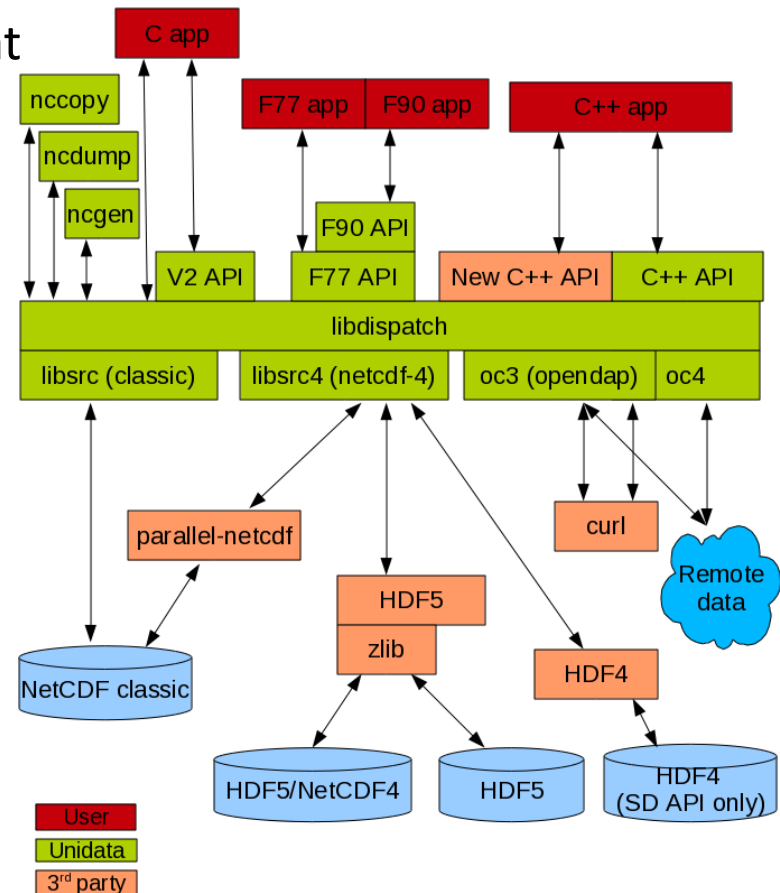 C app
nccopy
F77 app
F90 app
C++ app
ncdump
ncgen
F90 API
V2 API
F77 API
New C++ API
C++ API
libdispatch
libsrc (classic)
libsrc4 (netcdf-4)
oc3 (opendap)
oc4
curl
parallel-netcdf
Remote
data
HDF5
zlib
HDF4
NetCDF classic
HDF5/NetCDF4
HDF5
HDF4
(SD API only)
User
Unidata
3rd party